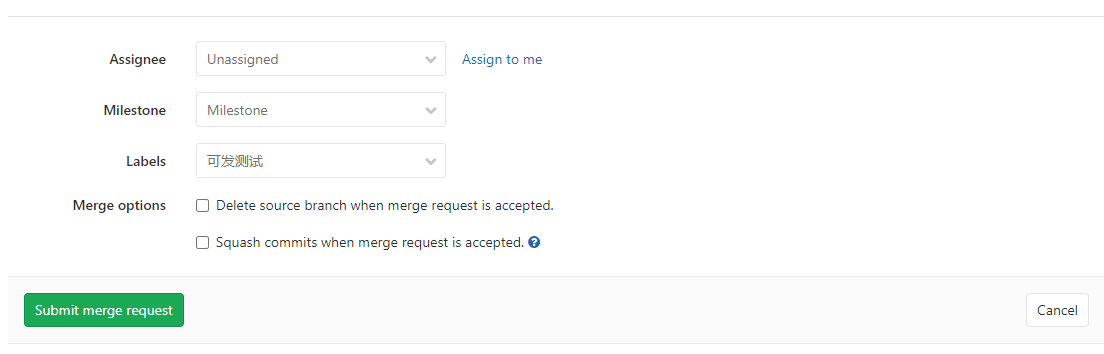 Assignee Unassigned Assign to me
Milestone Milestone
Labels 可发测试
Merge options Delete source branch when merge request is accepted.
Squash commits when merge request is accepted. ?
Submit merge request Cancel